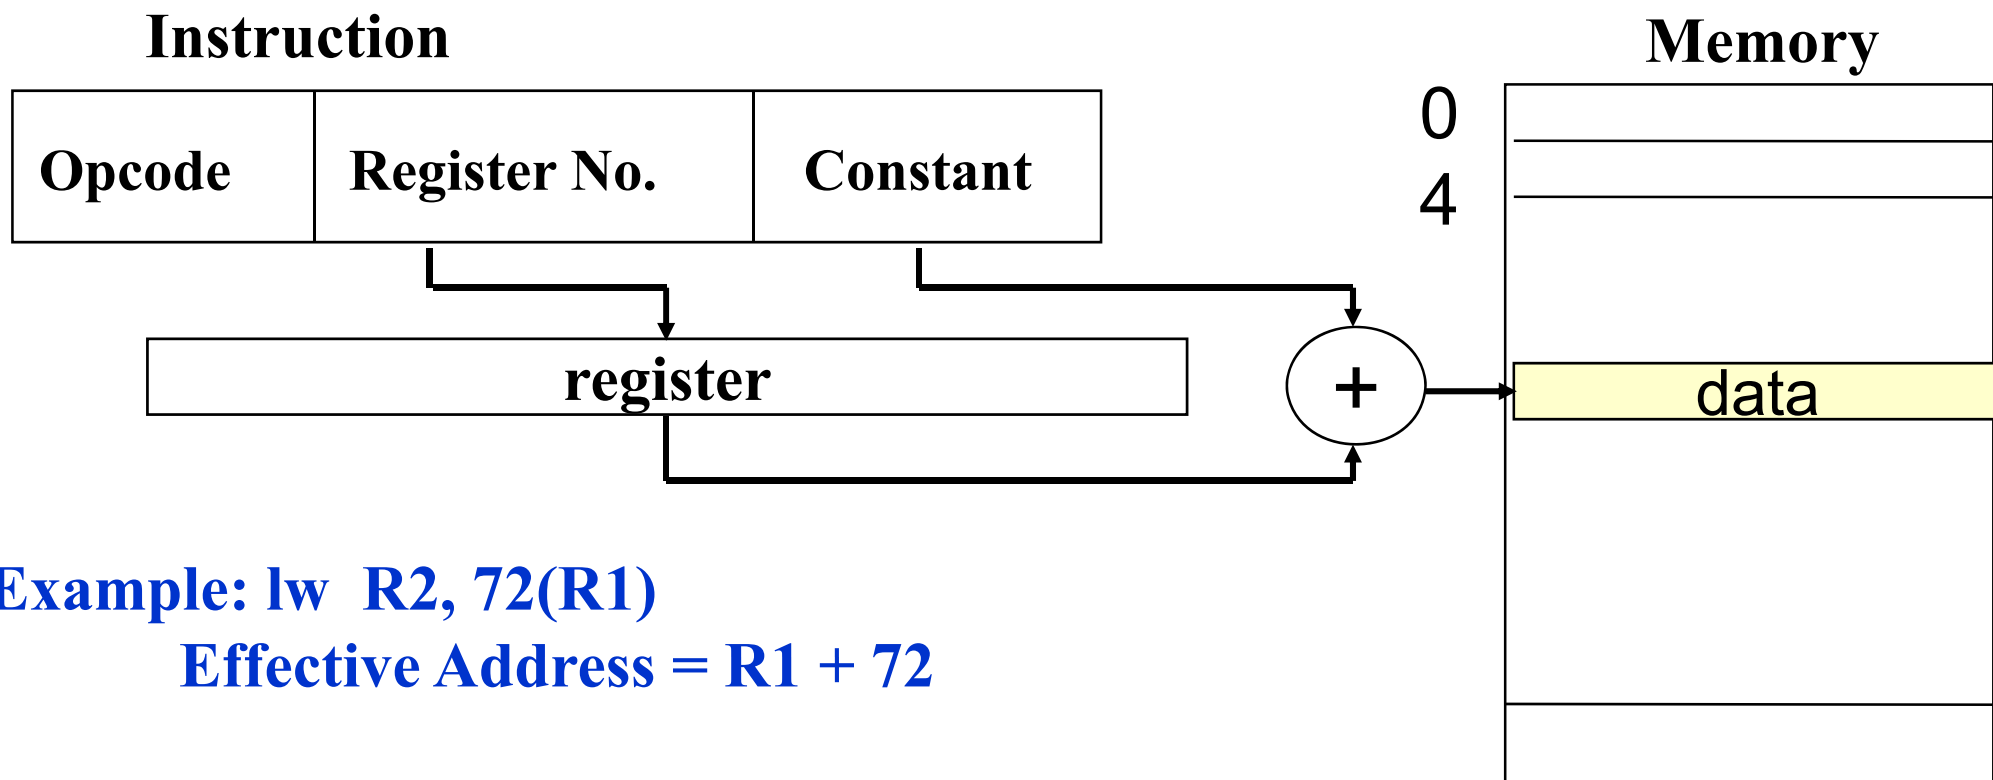 Instruction
Memory
Opcode
Register No.
Constant
0
4
register
+
data
Example: lw  R2, 72(R1)
Effective Address = R1 + 72